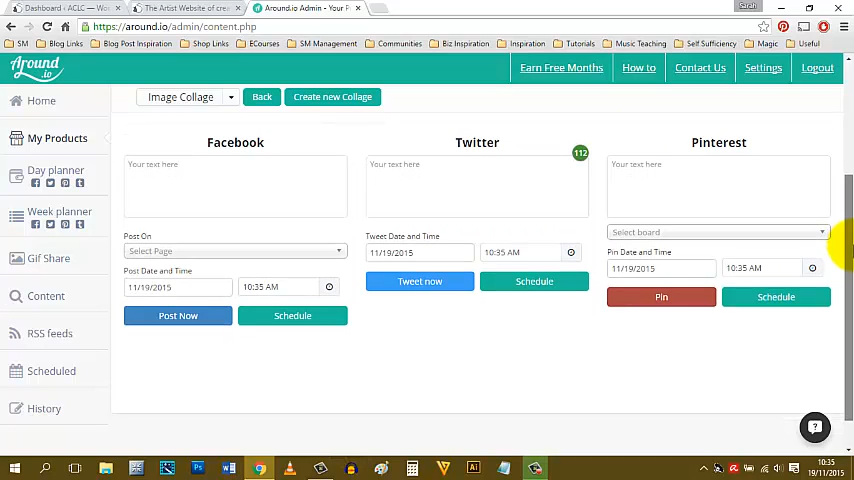 Dashboard ‹ ACLC — Wo
The Artist Website of crea
Around.io Admin - Your P
Sarah
https://around.io/admin/content.php
SM
Blog Links
Blog Post Inspiration
Shop Links
ECourses
SM Management
Communities
Biz Inspiration
Inspiration
Tutorials
Music Teaching
Self Sufficiency
Magic
Useful
Around.io
Earn Free Months
How to
Contact Us
Settings
Logout
Home
My Products
Day planner
Week planner
Gif Share
Content
RSS feeds
Scheduled
History
Image Collage
Back
Create new Collage
Facebook
Your text here
Post On
Select Page
Post Date and Time
11/19/2015
10:35 AM
Post Now
Schedule
Twitter
112
Your text here
Tweet Date and Time
11/19/2015
10:35 AM
Tweet now
Schedule
Pinterest
Your text here
Select board
Pin Date and Time
11/19/2015
10:35 AM
Pin
Schedule
10:35
19/11/2015